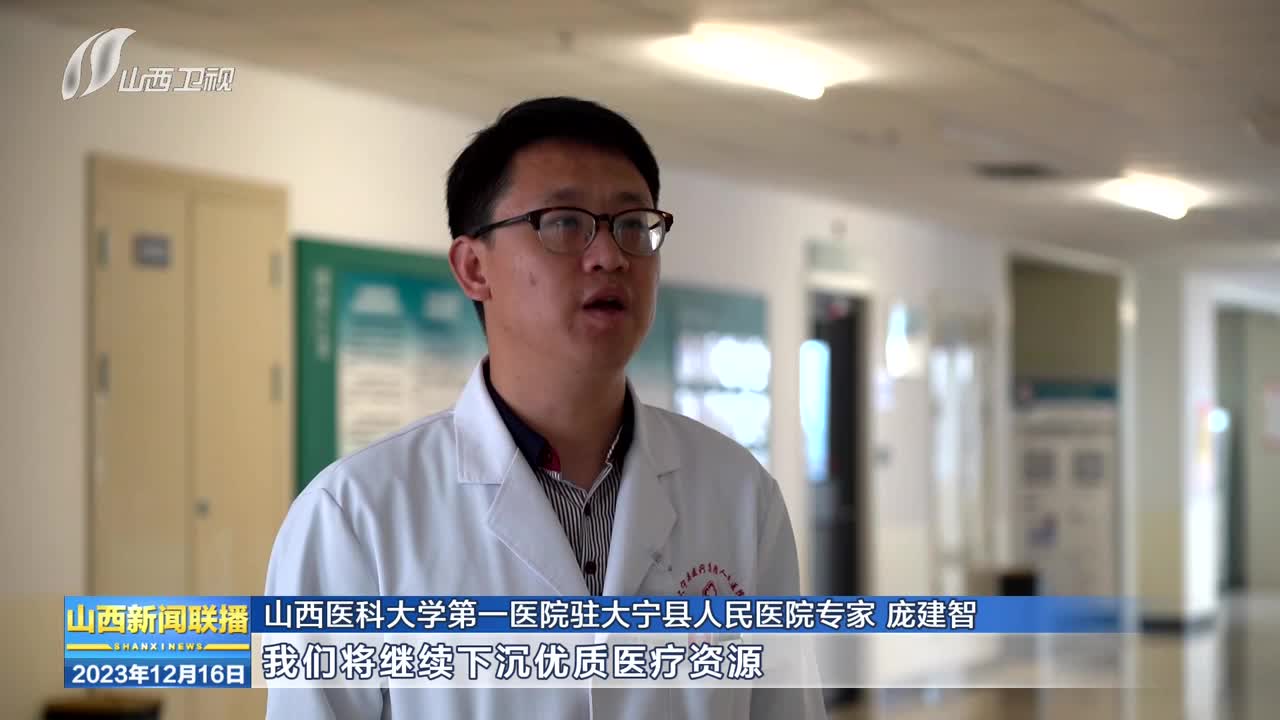 山西卫视
山西新闻联播
SHANXI NEWS
2023年12月16日
山西医科大学第一医院驻大宁县人民医院专家 庞建智
我们将继续下沉优质医疗资源